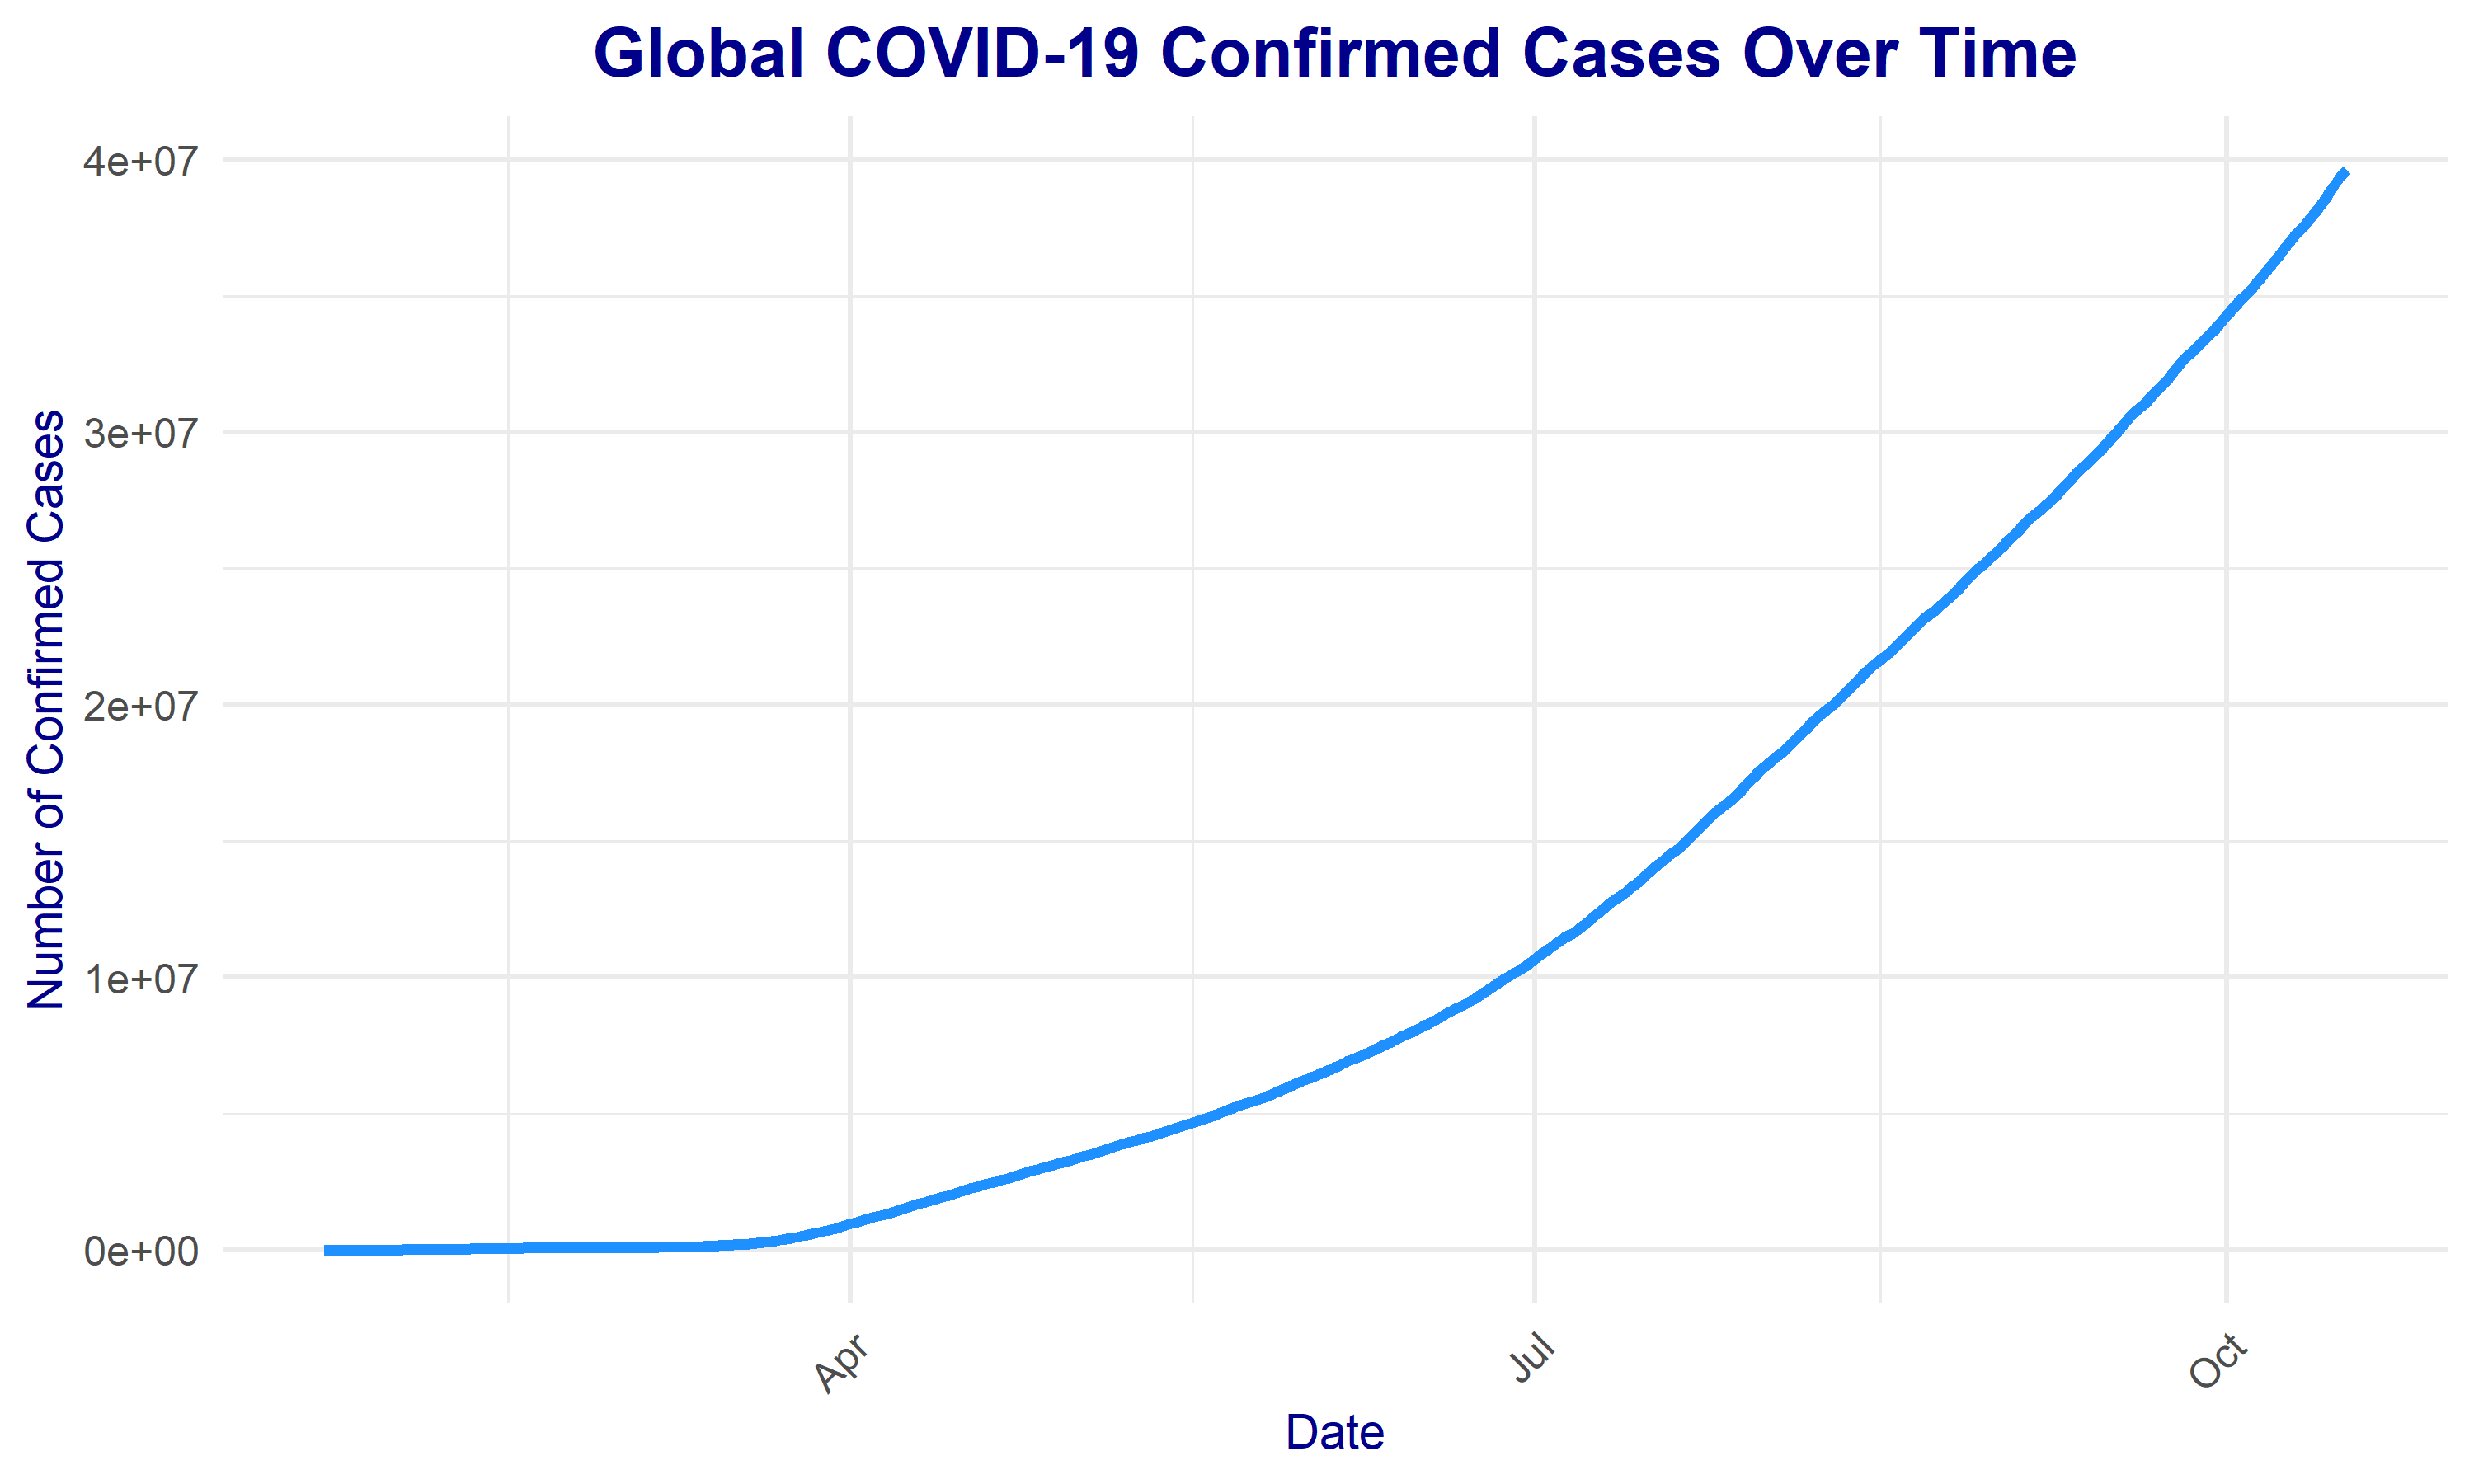 Global COVID-19 Confirmed Cases Over Time
Number of Confirmed Cases
4e+07
3e+07
2e+07
1e+07
0e+00
Apr
Jul
Oct
Date